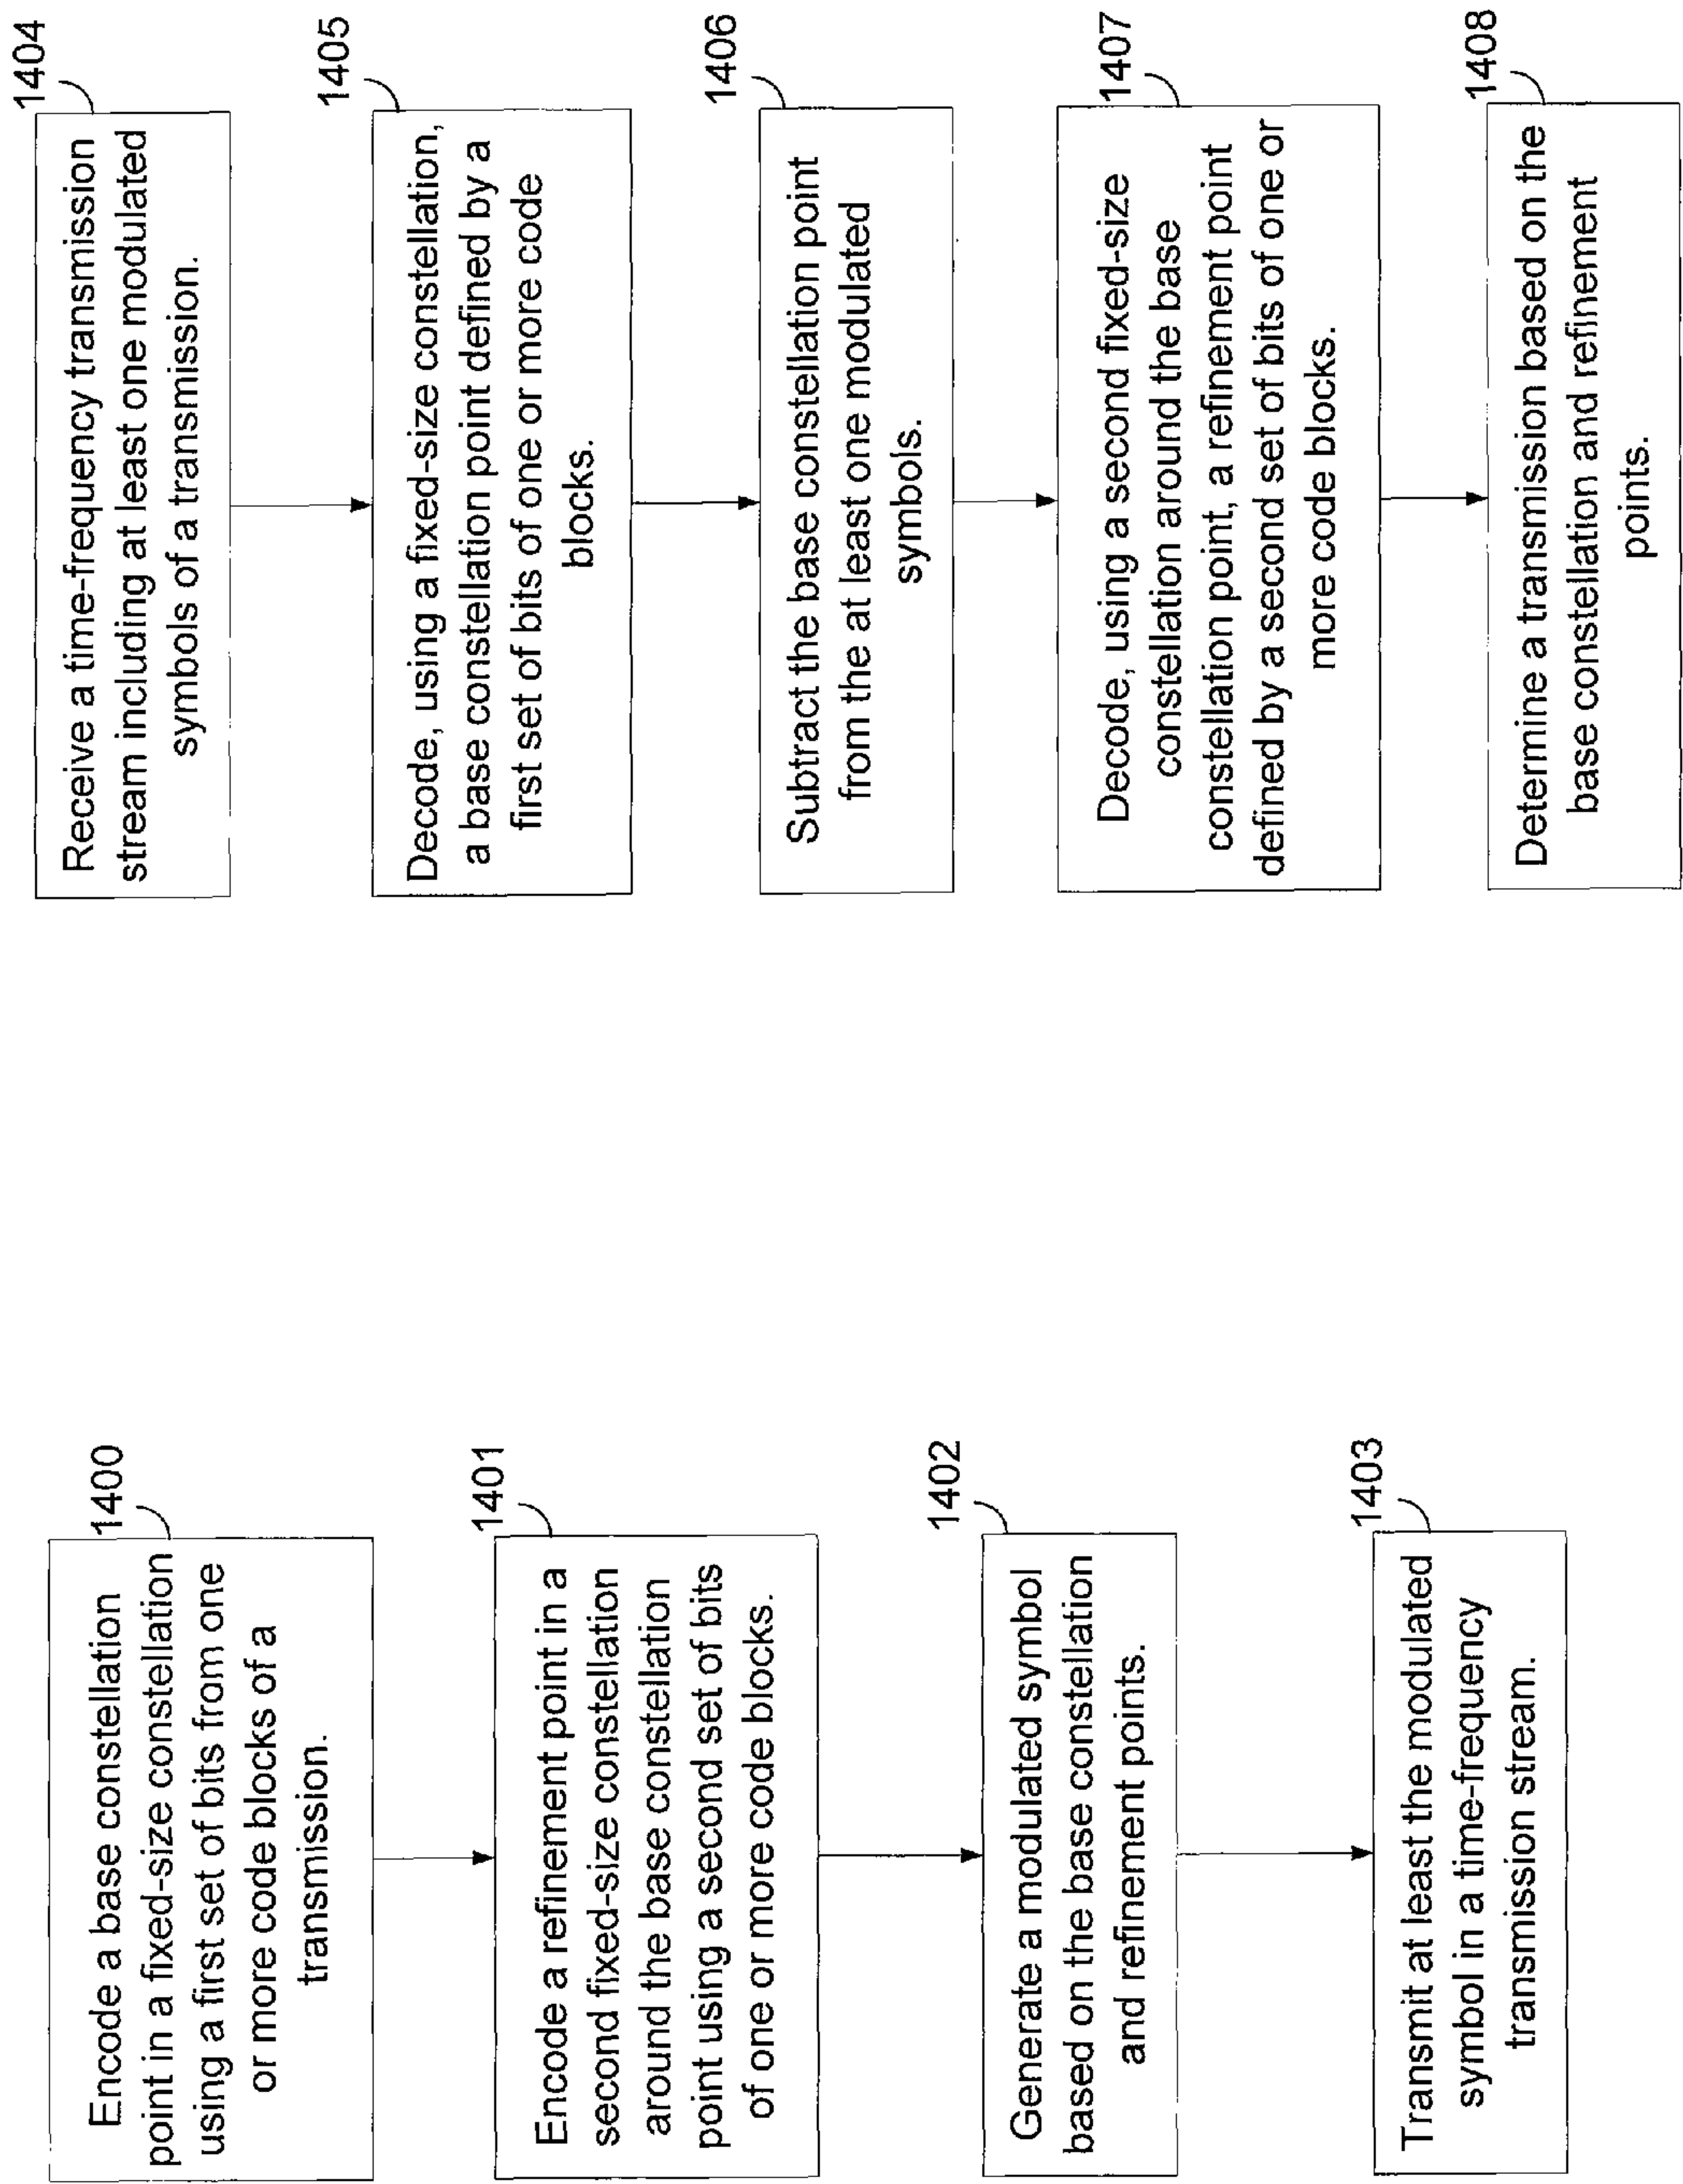 1400
Encode a base constellation
point in a fixed-size constellation
using a first set of bits from one
or more code blocks of a
transmission.
1401
Encode a refinement point in a
second fixed-size constellation
around the base constellation
point using a second set of bits
of one or more code blocks.
1402
Generate a modulated symbol
based on the base constellation
and refinement points.
1403
Transmit at least the modulated
symbol in a time-frequency
transmission stream.
1404
Receive a time-frequency transmission
stream including at least one modulated
symbols of a transmission.
1405
Decode, using a fixed-size constellation,
a base constellation point defined by a
first set of bits of one or more code
blocks.
1406
Subtract the base constellation point
from the at least one modulated
symbols.
1407
Decode, using a second fixed-size
constellation around the base
constellation point, a refinement point
defined by a second set of bits of one or
more code blocks.
1408
Determine a transmission based on the
base constellation and refinement
points.